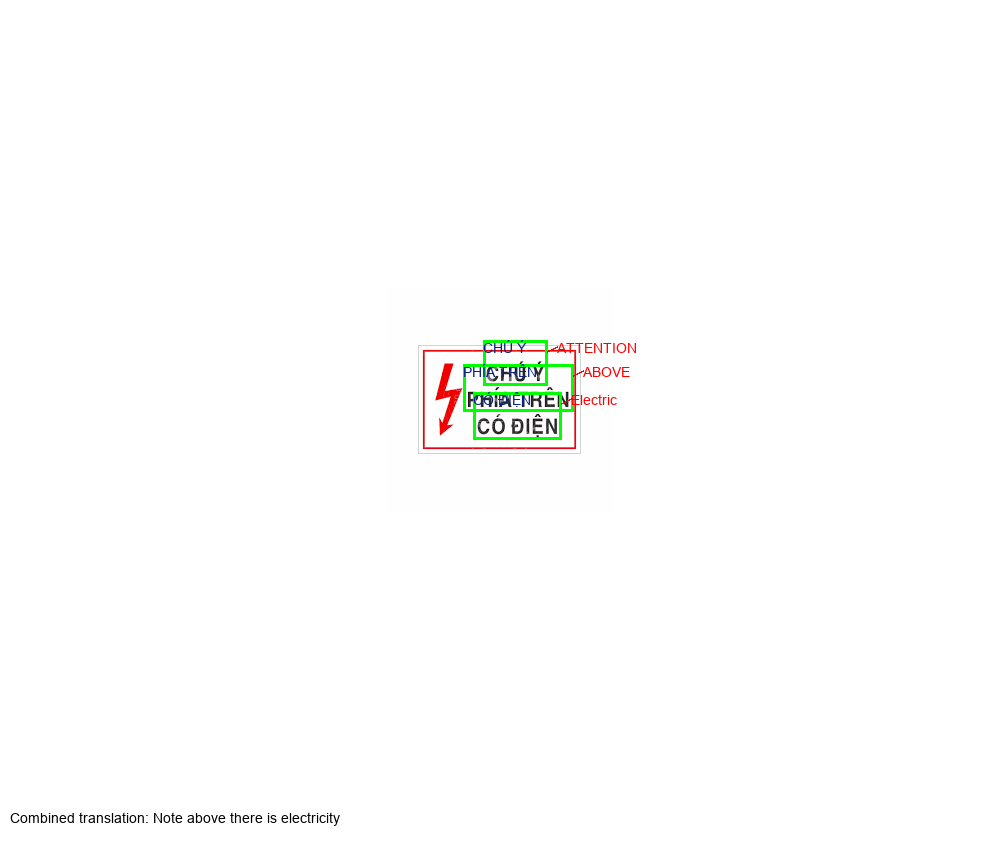 CHÚ Ý
ATTENTION
CHÚ Ý
PHÍA TRÊN
ABOVE
PHÍA TRÊN
CÓ ĐIỆN
Electric
CÓ ĐIỆN
Combined translation: Note above there is electricity